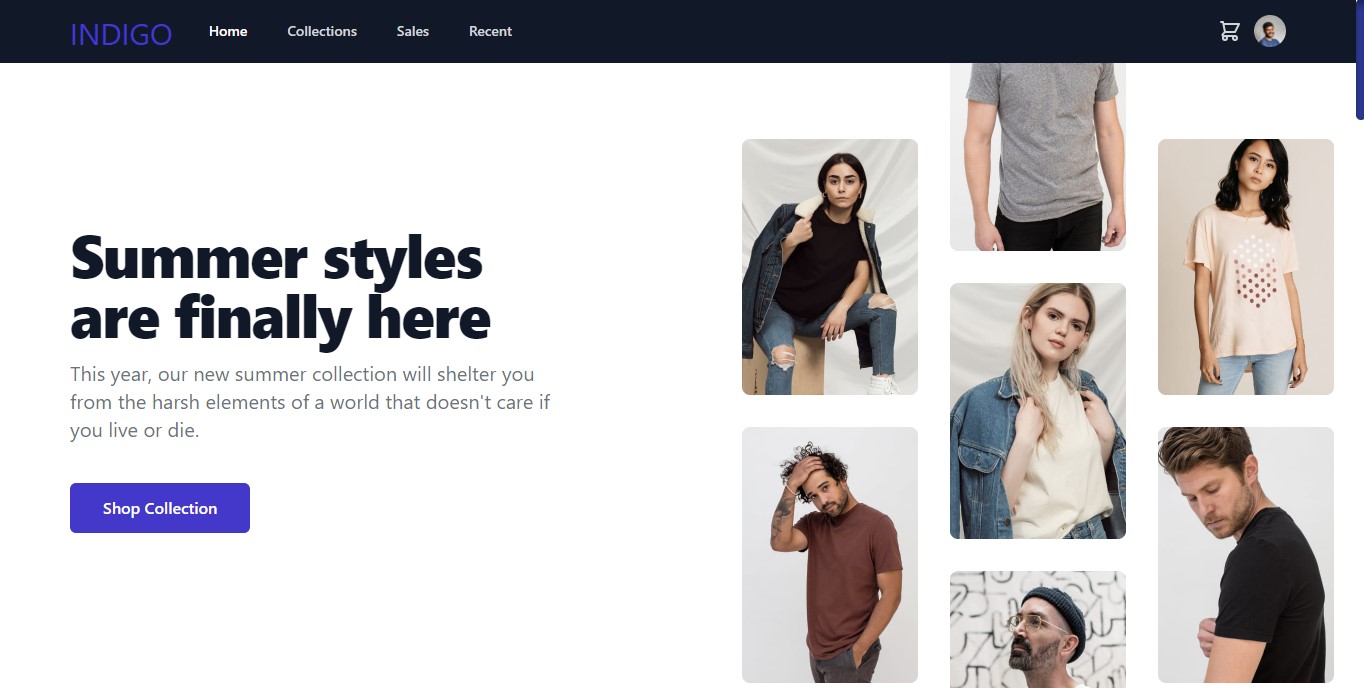 INDIGO
Home
Collections
Sales
Recent
Summer styles
are finally here
This year, our new summer collection will shelter you
from the harsh elements of a world that doesn't care if
you live or die.
Shop Collection